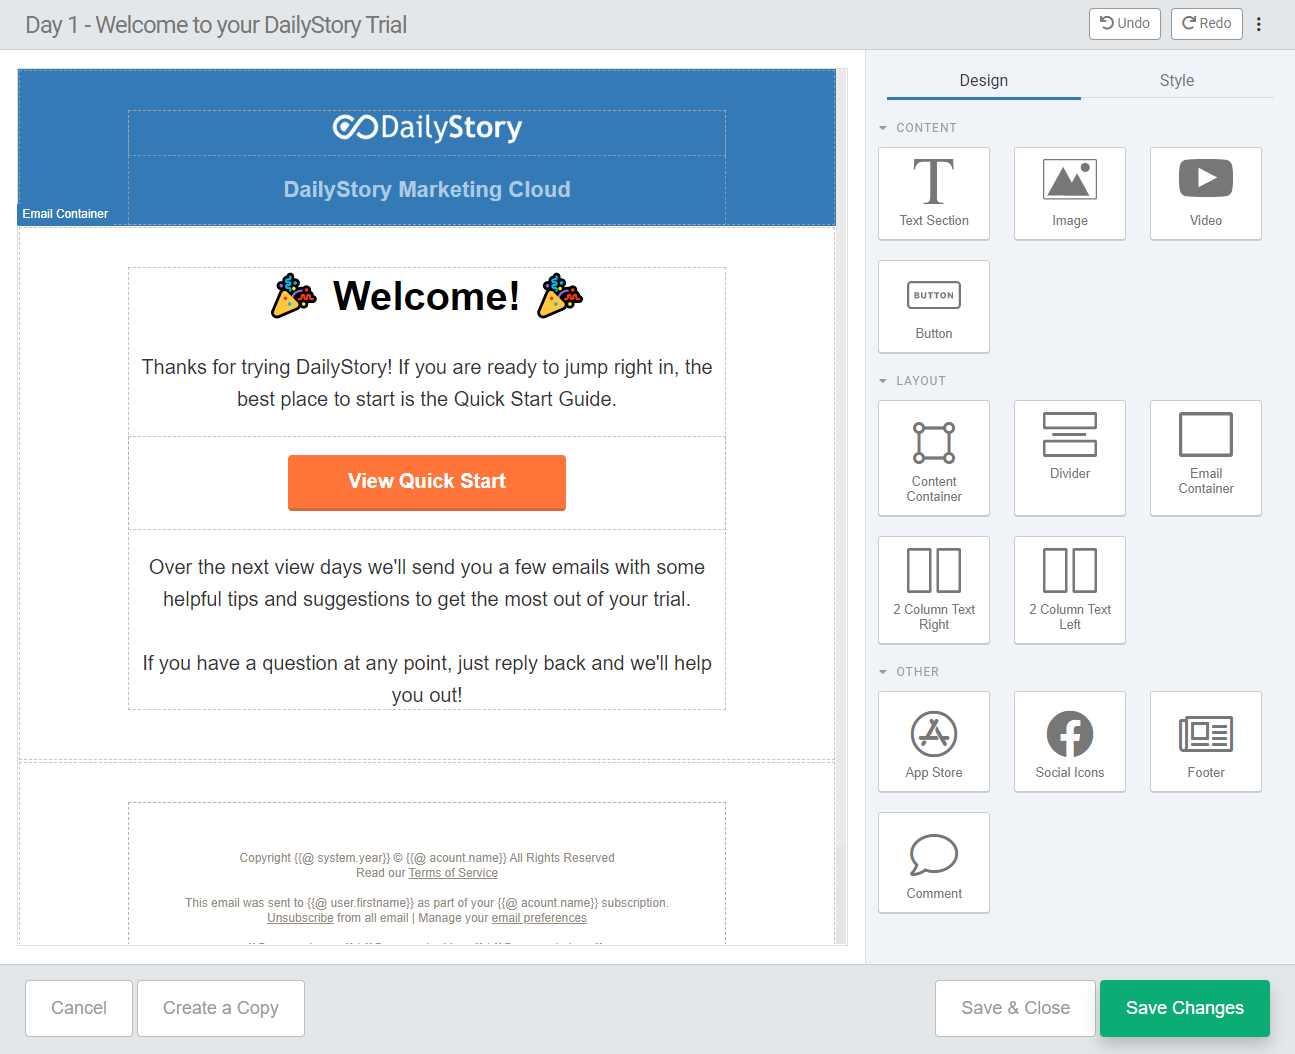 Day 1 - Welcome to your DailyStory Trial
Undo
Redo
DailyStory
DailyStory Marketing Cloud
Email Container
Welcome!
Thanks for trying DailyStory! If you are ready to jump right in, the
best place to start is the Quick Start Guide.
View Quick Start
Over the next view days we'll send you a few emails with some
helpful tips and suggestions to get the most out of your trial.
If you have a question at any point, just reply back and we'll help
you out!
Copyright {{@ system.year}} © {{@ acount.name}} All Rights Reserved
Read our Terms of Service
This email was sent to {{@ user.firstname}} as part of your {{@ acount.name}} subscription.
Unsubscribe from all email | Manage your email preferences
Design
Style
CONTENT
Text Section
Image
Video
BUTTON
Button
LAYOUT
Content
Container
Divider
Email
Container
2 Column Text
Right
2 Column Text
Left
OTHER
App Store
Social Icons
Footer
Comment
Cancel
Create a Copy
Save & Close
Save Changes